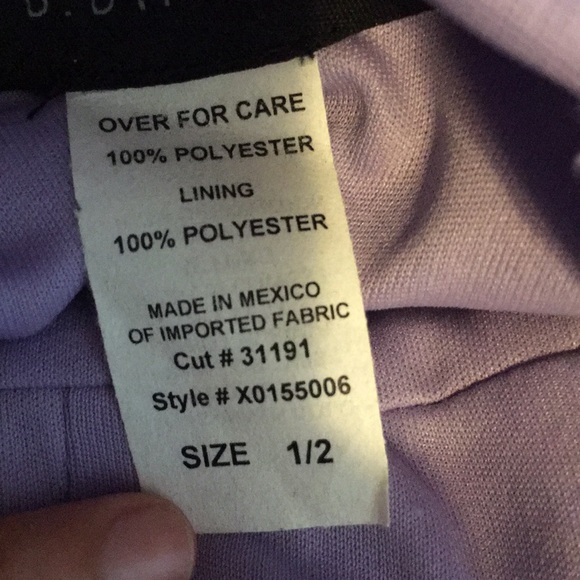 OVER FOR CARE
100% POLYESTER
LINING
100% POLYESTER
MADE IN MEXICO
OF IMPORTED FABRIC
Cut # 31191
Style # X0155006
SIZE 1/2